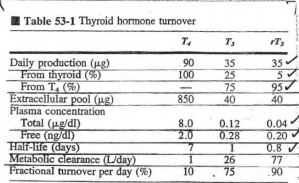 Table 53-1 Thyroid hormone turnover
T₄ T₃ rT₃
Daily production (μg) 90 35 35
From thyroid (%) 100 25 5
From T₄ (%) — 75 95
Extracellular pool (μg) 850 40 40
Plasma concentration
Total (μg/dl) 8.0 0.12 0.04
Free (ng/dl) 2.0 0.28 0.20
Half-life (days) 7 1 0.8
Metabolic clearance (L/day) 1 26 77
Fractional turnover per day (%) 10 75 90